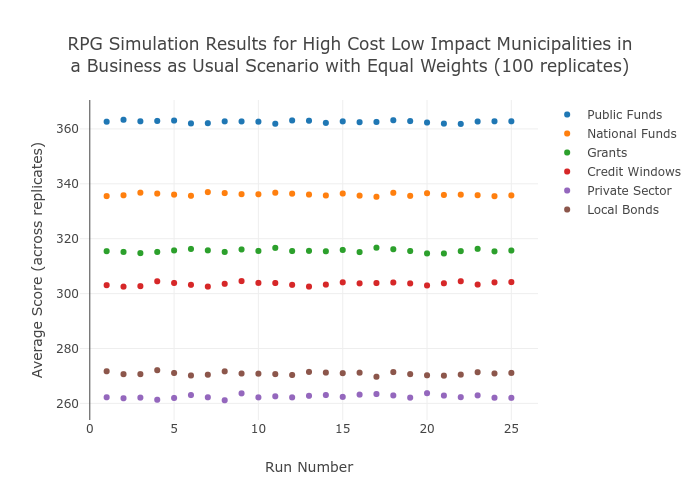 RPG Simulation Results for High Cost Low Impact Municipalities in
a Business as Usual Scenario with Equal Weights (100 replicates)
Average Score (across replicates)
360
340
320
300
280
260
0
5
10
15
20
25
Run Number
Public Funds
National Funds
Grants
Credit Windows
Private Sector
Local Bonds